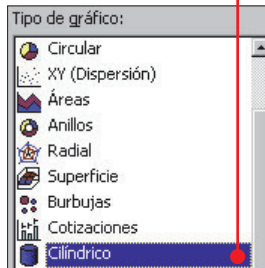 Tipo de gráfico:
Circular
XY (Dispersión)
Áreas
Anillos
Radial
Superficie
Burbujas
Cotizaciones
Cilíndrico